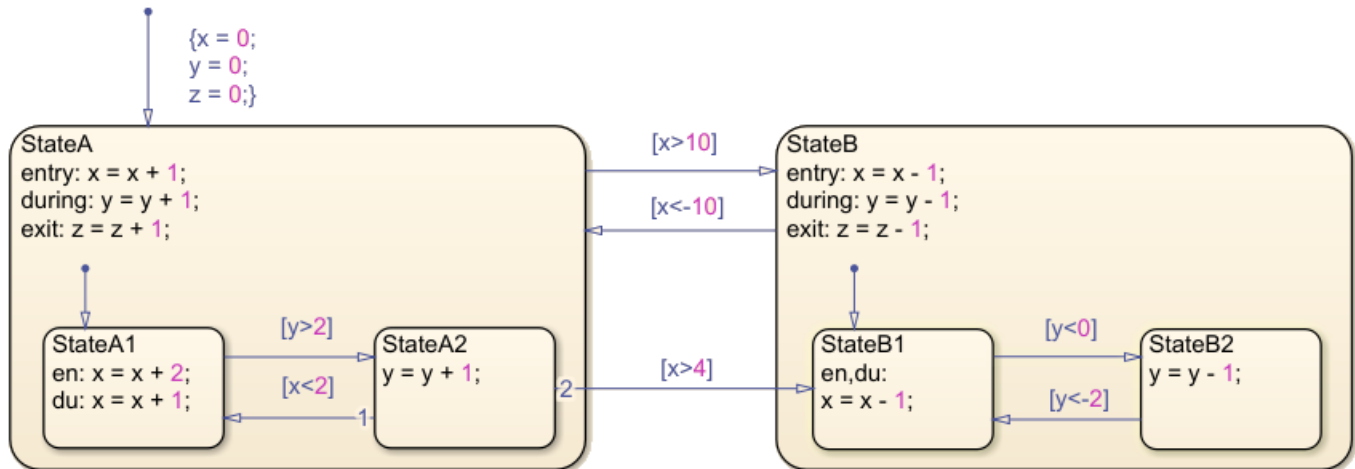 {x = 0;
y = 0;
z = 0;}
StateA
entry: x = x + 1;
during: y = y + 1;
exit: z = z + 1;
[x>10]
[x<-10]
StateB
entry: x = x - 1;
during: y = y - 1;
exit: z = z - 1;
StateA1
en: x = x + 2;
du: x = x + 1;
[y>2]
[x<2]
1
StateA2
y = y + 1;
2
[x>4]
StateB1
en,du:
x = x - 1;
[y<0]
[y<-2]
StateB2
y = y - 1;